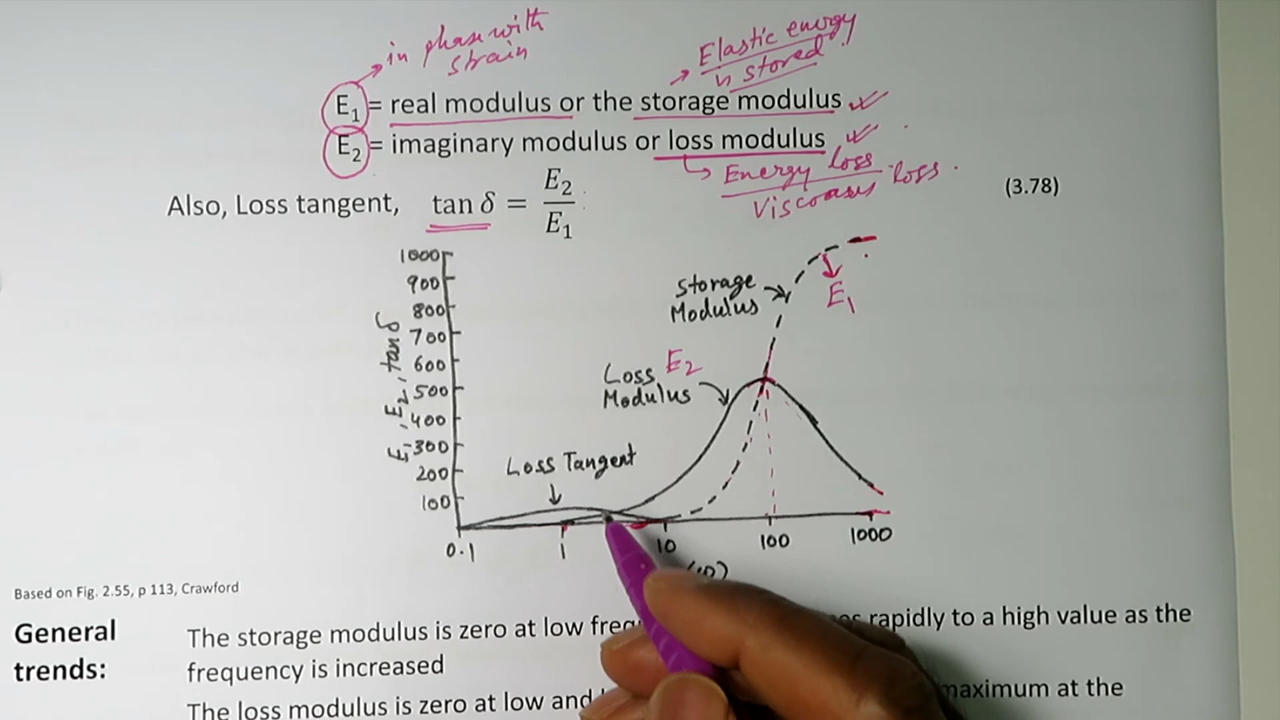 in phase with
strain
Elastic energy
is stored
E1 = real modulus or the storage modulus
E2 = imaginary modulus or loss modulus
Energy loss
Viscous loss
Also, Loss tangent, tan δ = E2/E1
(3.78)
1000
900
800
700
600
500
400
300
200
100
E1, E2, tan δ
Storage
Modulus
E1
Loss E2
Modulus
Loss Tangent
0.1
1
10
100
1000
Based on Fig. 2.55, p 113, Crawford
General
trends:
The storage modulus is zero at low rapidly to a high value as the
frequency is increased
The loss modulus is zero at low and maximum at the